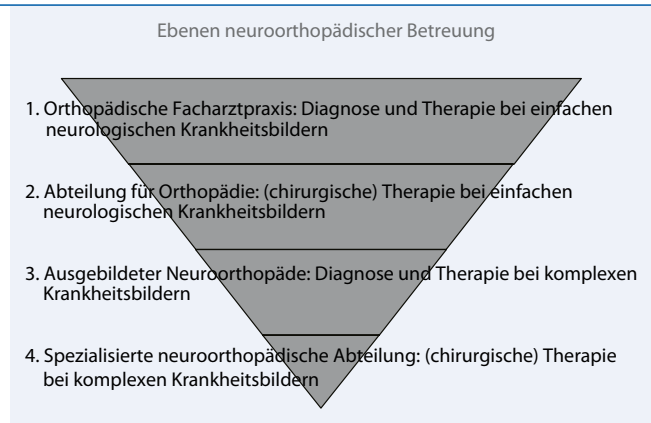 Ebenen neuroorthopädischer Betreuung
1. Orthopädische Facharztpraxis: Diagnose und Therapie bei einfachen
neurologischen Krankheitsbildern
2. Abteilung für Orthopädie: (chirurgische) Therapie bei einfachen
neurologischen Krankheitsbildern
3. Ausgebildeter Neuroorthopäde: Diagnose und Therapie bei komplexen
Krankheitsbildern
4. Spezialisierte neuroorthopädische Abteilung: (chirurgische) Therapie
bei komplexen Krankheitsbildern